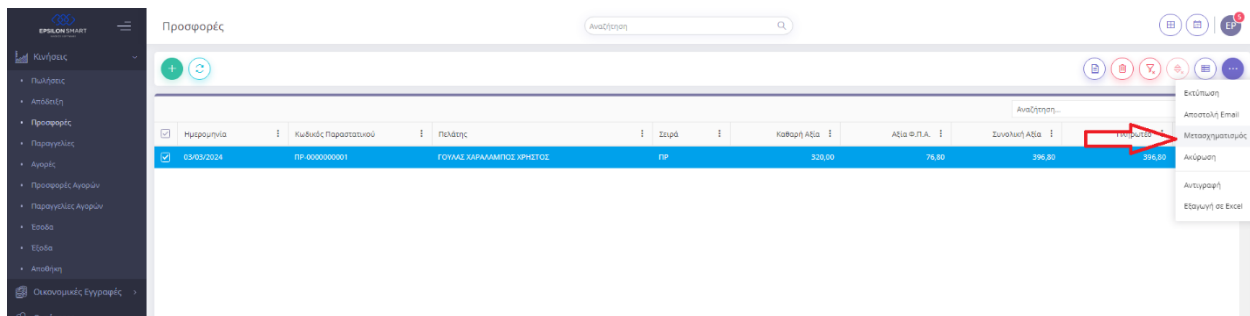 EPSILON SMART
Προσφορές
Αναζήτηση
EP
5
Κινήσεις
Πωλήσεις
Απόδειξη
Προσφορές
Παραγγελίες
Αγορές
Προσφορές Αγορών
Παραγγελίες Αγορών
Έσοδα
Έξοδα
Αποθήκη
Οικονομικές Εγγραφές
Αναζήτηση...
Ημερομηνία Κωδικός Παραστατικού Πελάτης Σειρά Καθαρή Αξία Αξία Φ.Π.Α. Συνολική Αξία
03/03/2024 ΠΡ-0000000001 ΓΟΥΛΑΣ ΧΑΡΑΛΑΜΠΟΣ ΧΡΗΣΤΟΣ ΠΡ 320,00 76,80 396,80 396,80
Εκτύπωση
Αποστολή Email
Μετασχηματισμός
Ακύρωση
Αντιγραφή
Εξαγωγή σε Excel